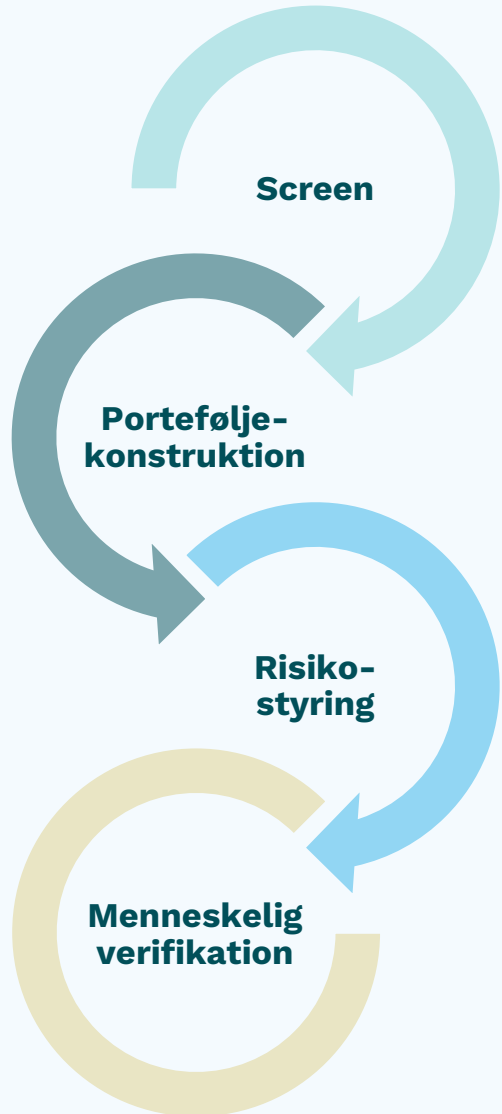 Screen
Portefølje-
konstruktion
Risiko-
styring
Menneskelig
verifikation